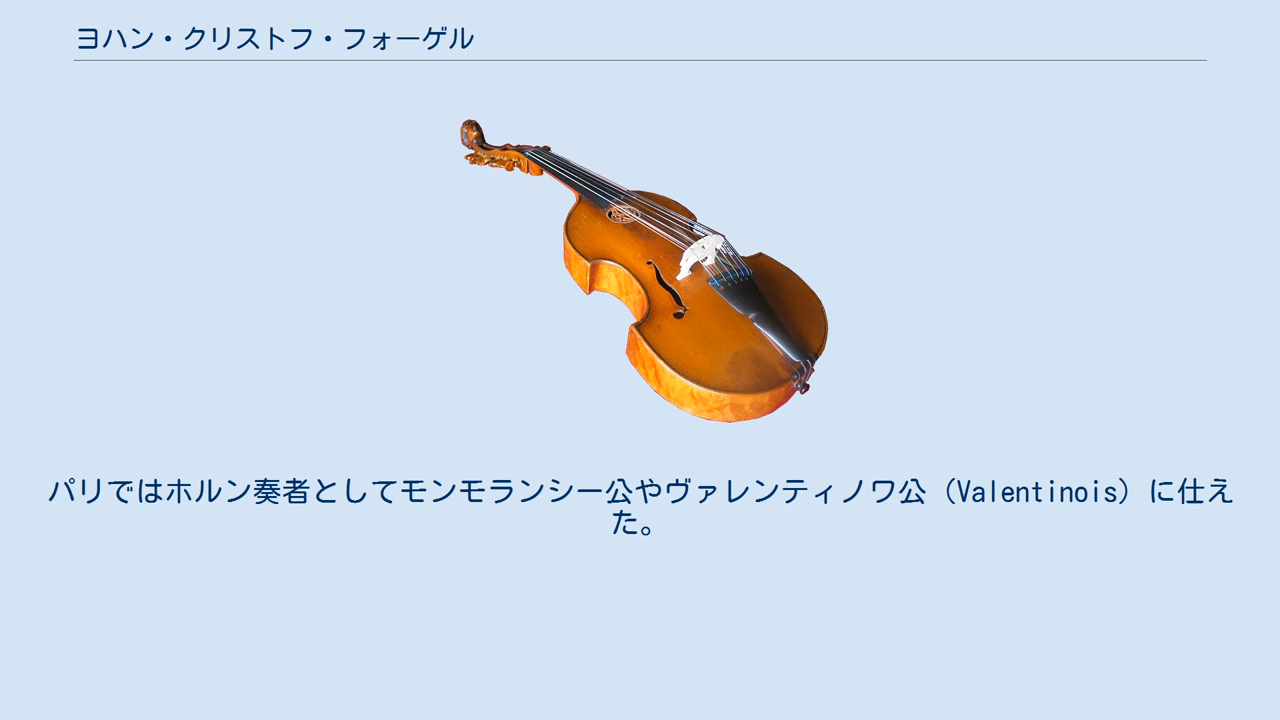 ヨハン・クリストフ・フォーゲル
パリではホルン奏者としてモンモランシー公やヴァレンティノワ公（Valentinois）に仕え
た。